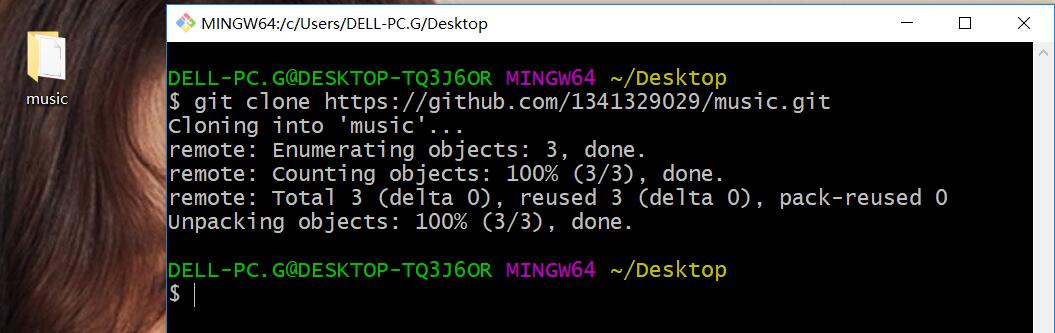 MINGW64:/c/Users/DELL-PC.G/Desktop
music
DELL-PC.G@DESKTOP-TQ3J6OR MINGW64 ~/Desktop
$ git clone https://github.com/1341329029/music.git
Cloning into 'music'...
remote: Enumerating objects: 3, done.
remote: Counting objects: 100% (3/3), done.
remote: Total 3 (delta 0), reused 3 (delta 0), pack-reused 0
Unpacking objects: 100% (3/3), done.
DELL-PC.G@DESKTOP-TQ3J6OR MINGW64 ~/Desktop
$